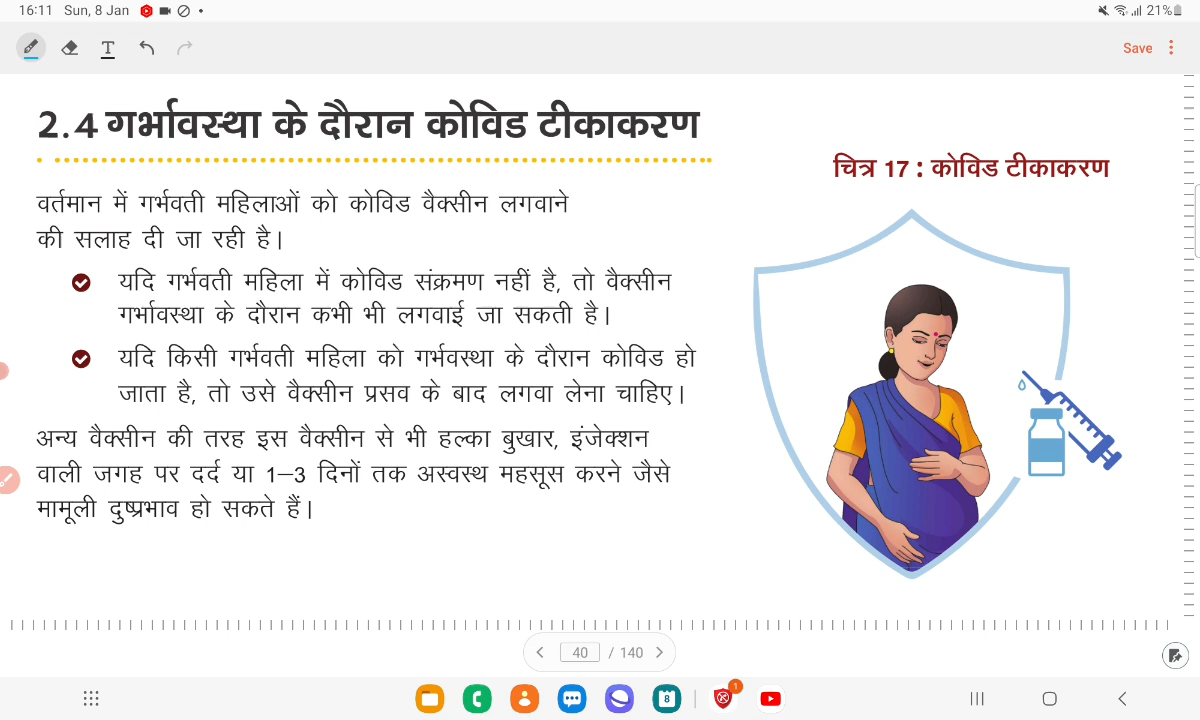 16:11 Sun, 8 Jan
21%
Save
2.4 गर्भावस्था के दौरान कोविड टीकाकरण
चित्र 17 : कोविड टीकाकरण
वर्तमान में गर्भवती महिलाओं को कोविड वैक्सीन लगवाने
की सलाह दी जा रही है।
यदि गर्भवती महिला में कोविड संक्रमण नहीं है, तो वैक्सीन
गर्भावस्था के दौरान कभी भी लगवाई जा सकती है।
यदि किसी गर्भवती महिला को गर्भवस्था के दौरान कोविड हो
जाता है, तो उसे वैक्सीन प्रसव के बाद लगवा लेना चाहिए।
अन्य वैक्सीन की तरह इस वैक्सीन से भी हल्का बुखार, इंजेक्शन
वाली जगह पर दर्द या 1–3 दिनों तक अस्वस्थ महसूस करने जैसे
मामूली दुष्प्रभाव हो सकते हैं।
40 / 140
8
1